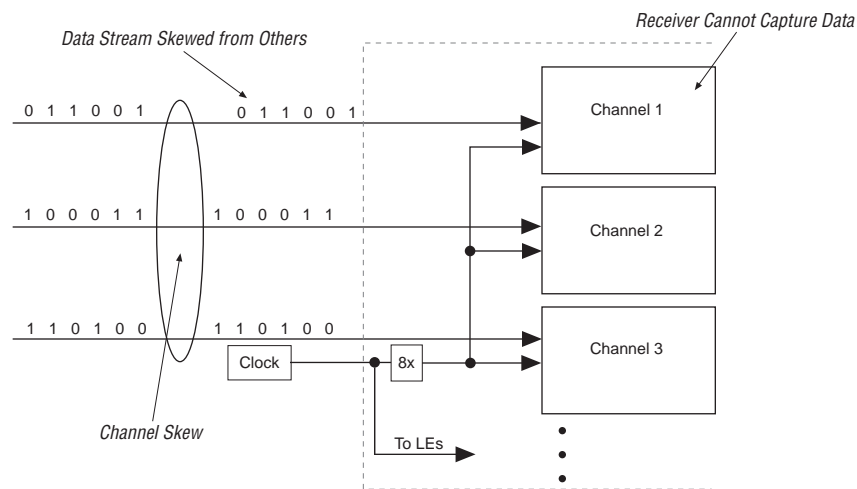 Receiver Cannot Capture Data
Data Stream Skewed from Others
0 1 1 0 0 1
0 1 1 0 0 1
Channel 1
1 0 0 0 1 1
1 0 0 0 1 1
Channel 2
1 1 0 1 0 0
1 1 0 1 0 0
Channel 3
Clock
8x
Channel Skew
To LEs